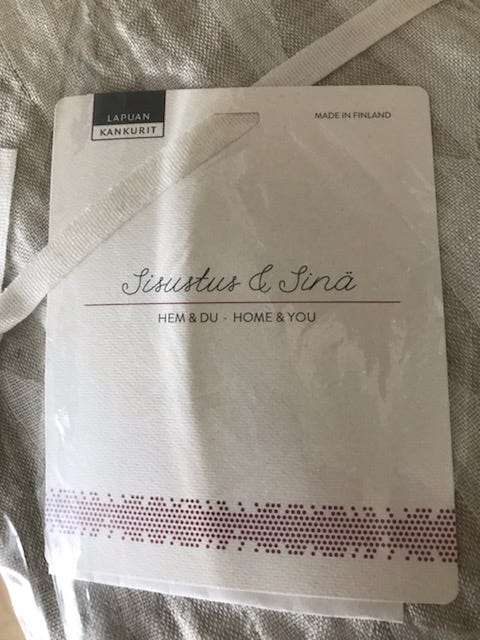 LAPUAN
KANKURIT
MADE IN FINLAND
Sisustus & Sinä
HEM & DU · HOME & YOU